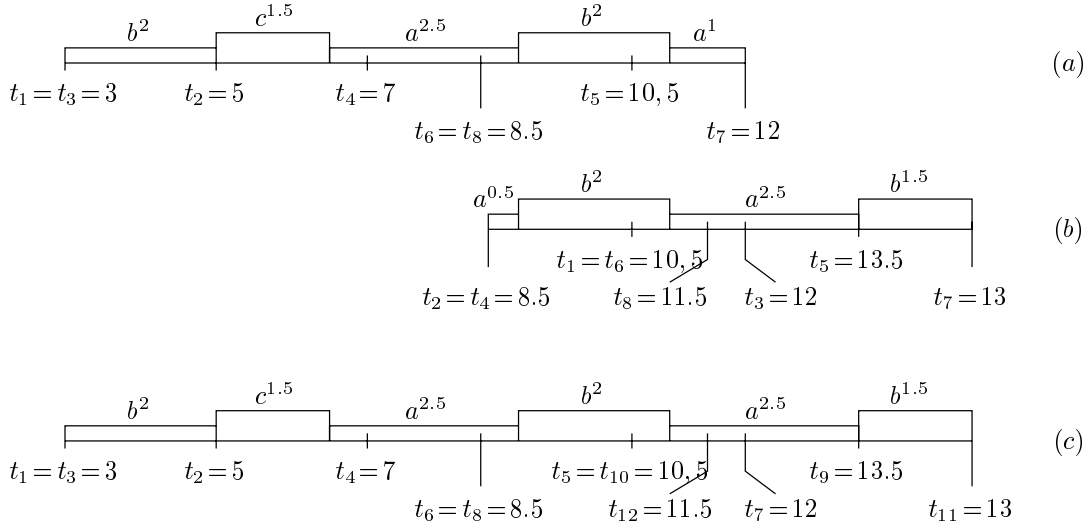 b^2 c^1.5 a^2.5 b^2 a^1
t_1 = t_3 = 3 t_2 = 5 t_4 = 7 t_5 = 10, 5 (a)
t_6 = t_8 = 8.5 t_7 = 12
a^0.5 b^2 a^2.5 b^1.5
t_1 = t_6 = 10, 5 t_5 = 13.5 (b)
t_2 = t_4 = 8.5 t_8 = 11.5 t_3 = 12 t_7 = 13
b^2 c^1.5 a^2.5 b^2 a^2.5 b^1.5
t_1 = t_3 = 3 t_2 = 5 t_4 = 7 t_5 = t_10 = 10, 5 t_9 = 13.5 (c)
t_6 = t_8 = 8.5 t_12 = 11.5 t_7 = 12 t_11 = 13